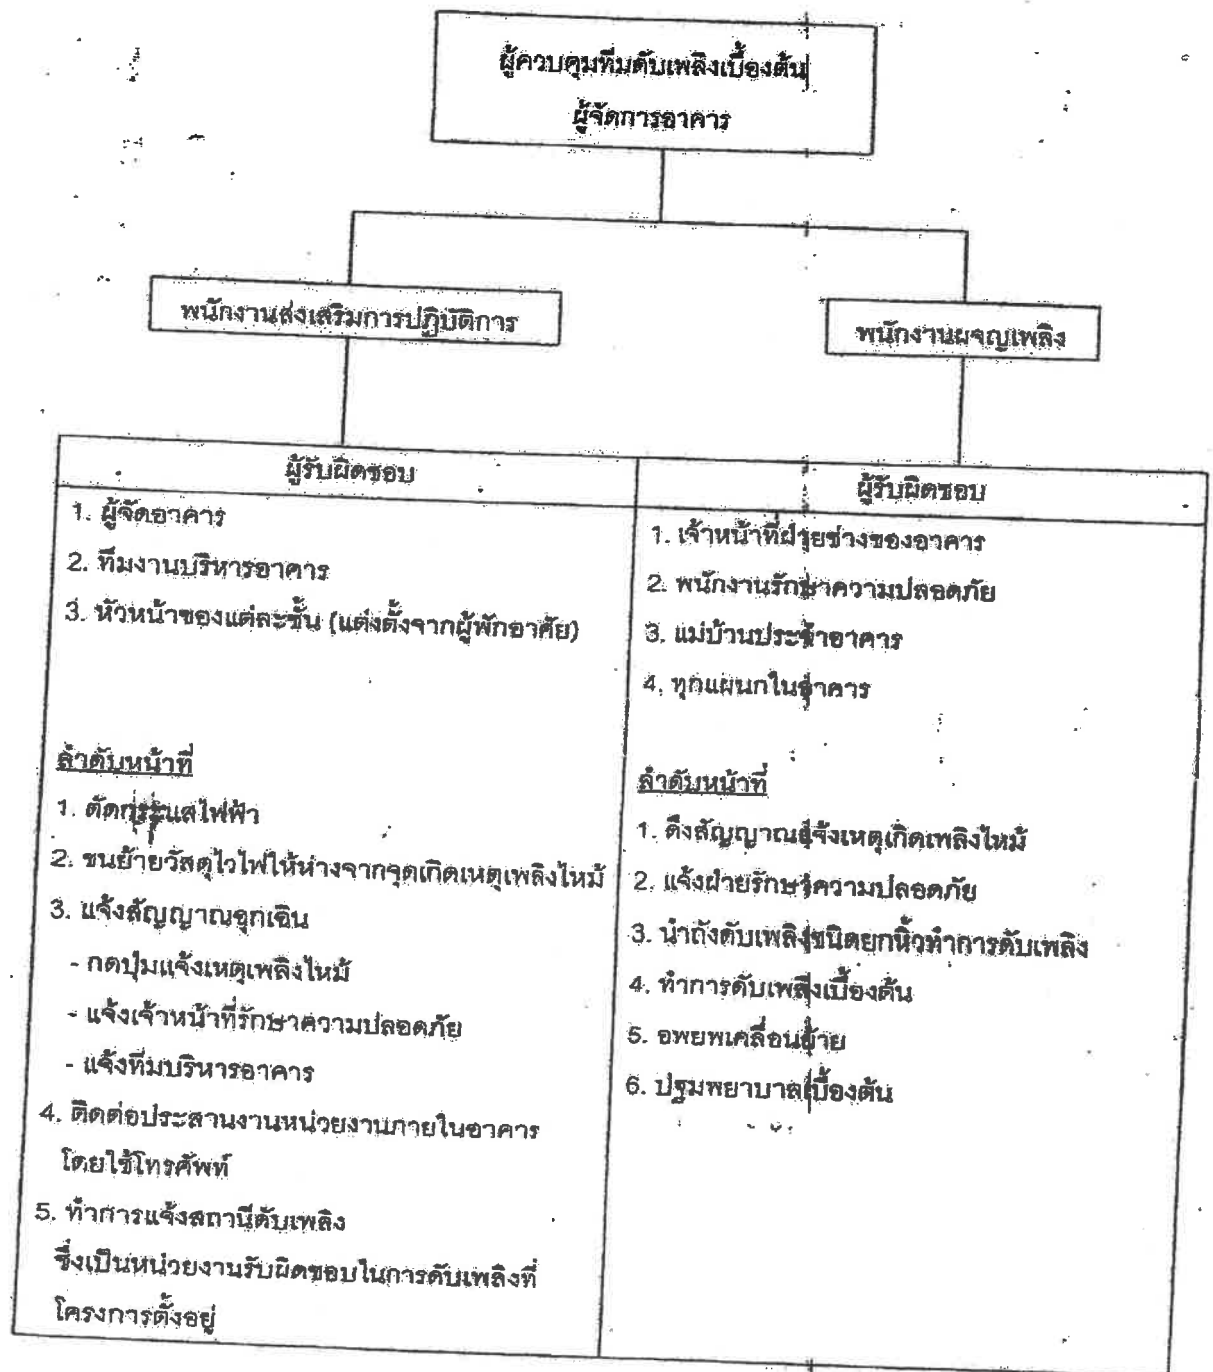 ผู้ควบคุมทีมดับเพลิงเบื้องต้น
ผู้จัดการอาคาร
พนักงานส่งเสริมการปฏิบัติการ
พนักงานผจญเพลิง
ผู้รับผิดชอบ
1. ผู้จัดอาคาร
2. ทีมงานบริหารอาคาร
3. หัวหน้าของแต่ละชั้น (แต่งตั้งจากผู้พักอาศัย)
ลำดับหน้าที่
1. ตัดกระแสไฟฟ้า
2. ขนย้ายวัสดุไวไฟให้ห่างจากจุดเกิดเหตุเพลิงไหม้
3. แจ้งสัญญาณฉุกเฉิน
- กดปุ่มแจ้งเหตุเพลิงไหม้
- แจ้งเจ้าหน้าที่รักษาความปลอดภัย
- แจ้งทีมบริหารอาคาร
4. ติดต่อประสานงานหน่วยงานภายในอาคาร
โดยใช้โทรศัพท์
5. ทำการแจ้งสถานีดับเพลิง
ซึ่งเป็นหน่วยงานรับผิดชอบในการดับเพลิงที่
โครงการตั้งอยู่
ผู้รับผิดชอบ
1. เจ้าหน้าที่ฝ่ายช่างของอาคาร
2. พนักงานรักษาความปลอดภัย
3. แม่บ้านประจำอาคาร
4. ทุกแผนกในอาคาร
ลำดับหน้าที่
1. ดึงสัญญาณแจ้งเหตุเกิดเพลิงไหม้
2. แจ้งฝ่ายรักษาความปลอดภัย
3. นำถังดับเพลิงชนิดยกหิ้วทำการดับเพลิง
4. ทำการดับเพลิงเบื้องต้น
5. อพยพเคลื่อนย้าย
6. ปฐมพยาบาลเบื้องต้น